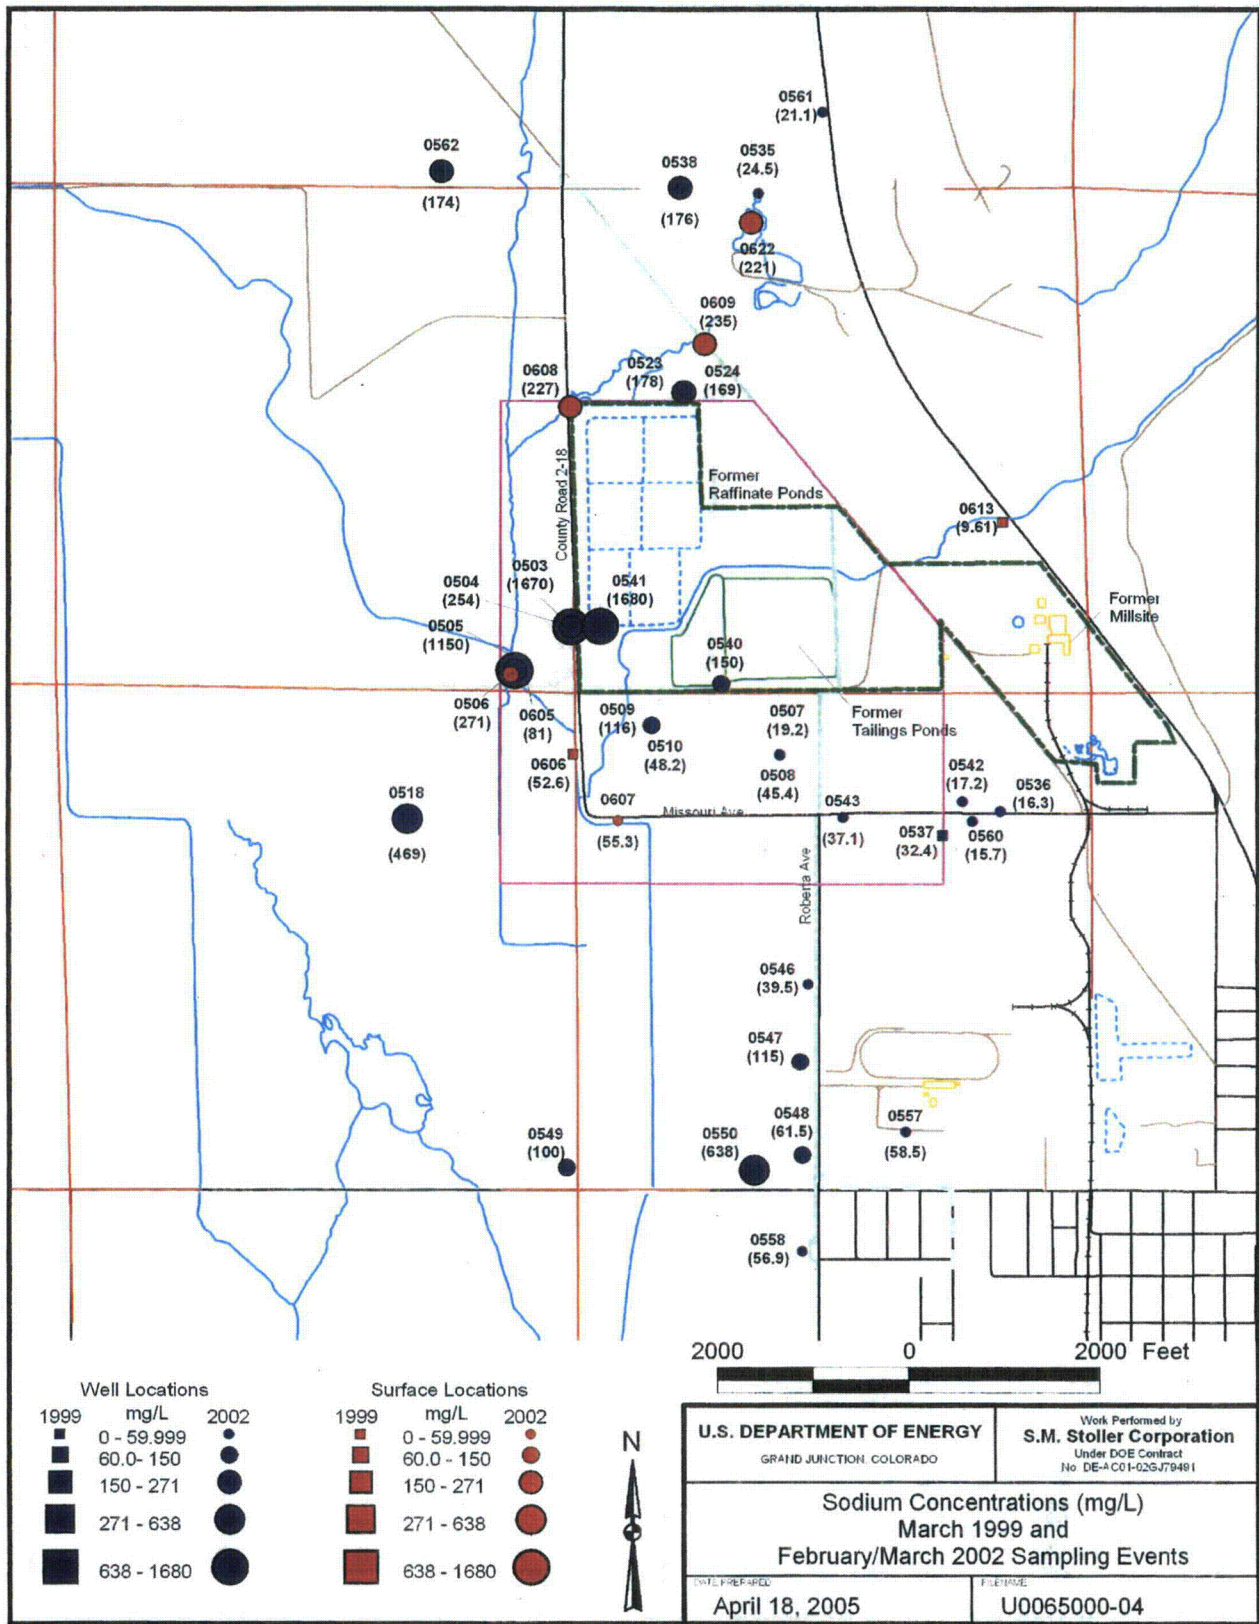 0561
(21.1)
0562
(174)
0538
(176)
0535
(24.5)
0622
(221)
0609
(235)
0608
(227)
0523
(178)
0524
(169)
County Road 2-18
Former
Raffinate Ponds
0613
(9.61)
0503
(1670)
0504
(254)
0541
(1680)
0505
(1150)
Former
Millsite
0540
(150)
0506
(271)
0605
(81)
0509
(116)
0510
(48.2)
0507
(19.2)
0508
(45.4)
Former
Tailings Ponds
0606
(52.6)
0518
(469)
0607
(55.3)
Missouri Ave
0543
(37.1)
0542
(17.2)
0536
(16.3)
0537
(32.4)
0560
(15.7)
Roberta Ave
0546
(39.5)
0547
(115)
0548
(61.5)
0557
(58.5)
0549
(100)
0550
(638)
0558
(56.9)
2000 0 2000 Feet
Well Locations
1999 mg/L 2002
0 - 59.999
60.0 - 150
150 - 271
271 - 638
638 - 1680
Surface Locations
1999 mg/L 2002
0 - 59.999
60.0 - 150
150 - 271
271 - 638
638 - 1680
N
U.S. DEPARTMENT OF ENERGY
GRAND JUNCTION, COLORADO
Work Performed by
S.M. Stoller Corporation
Under DOE Contract
No. DE-AC01-02GJ79491
Sodium Concentrations (mg/L)
March 1999 and
February/March 2002 Sampling Events
DATE PREPARED
April 18, 2005
FILENAME
U0065000-04